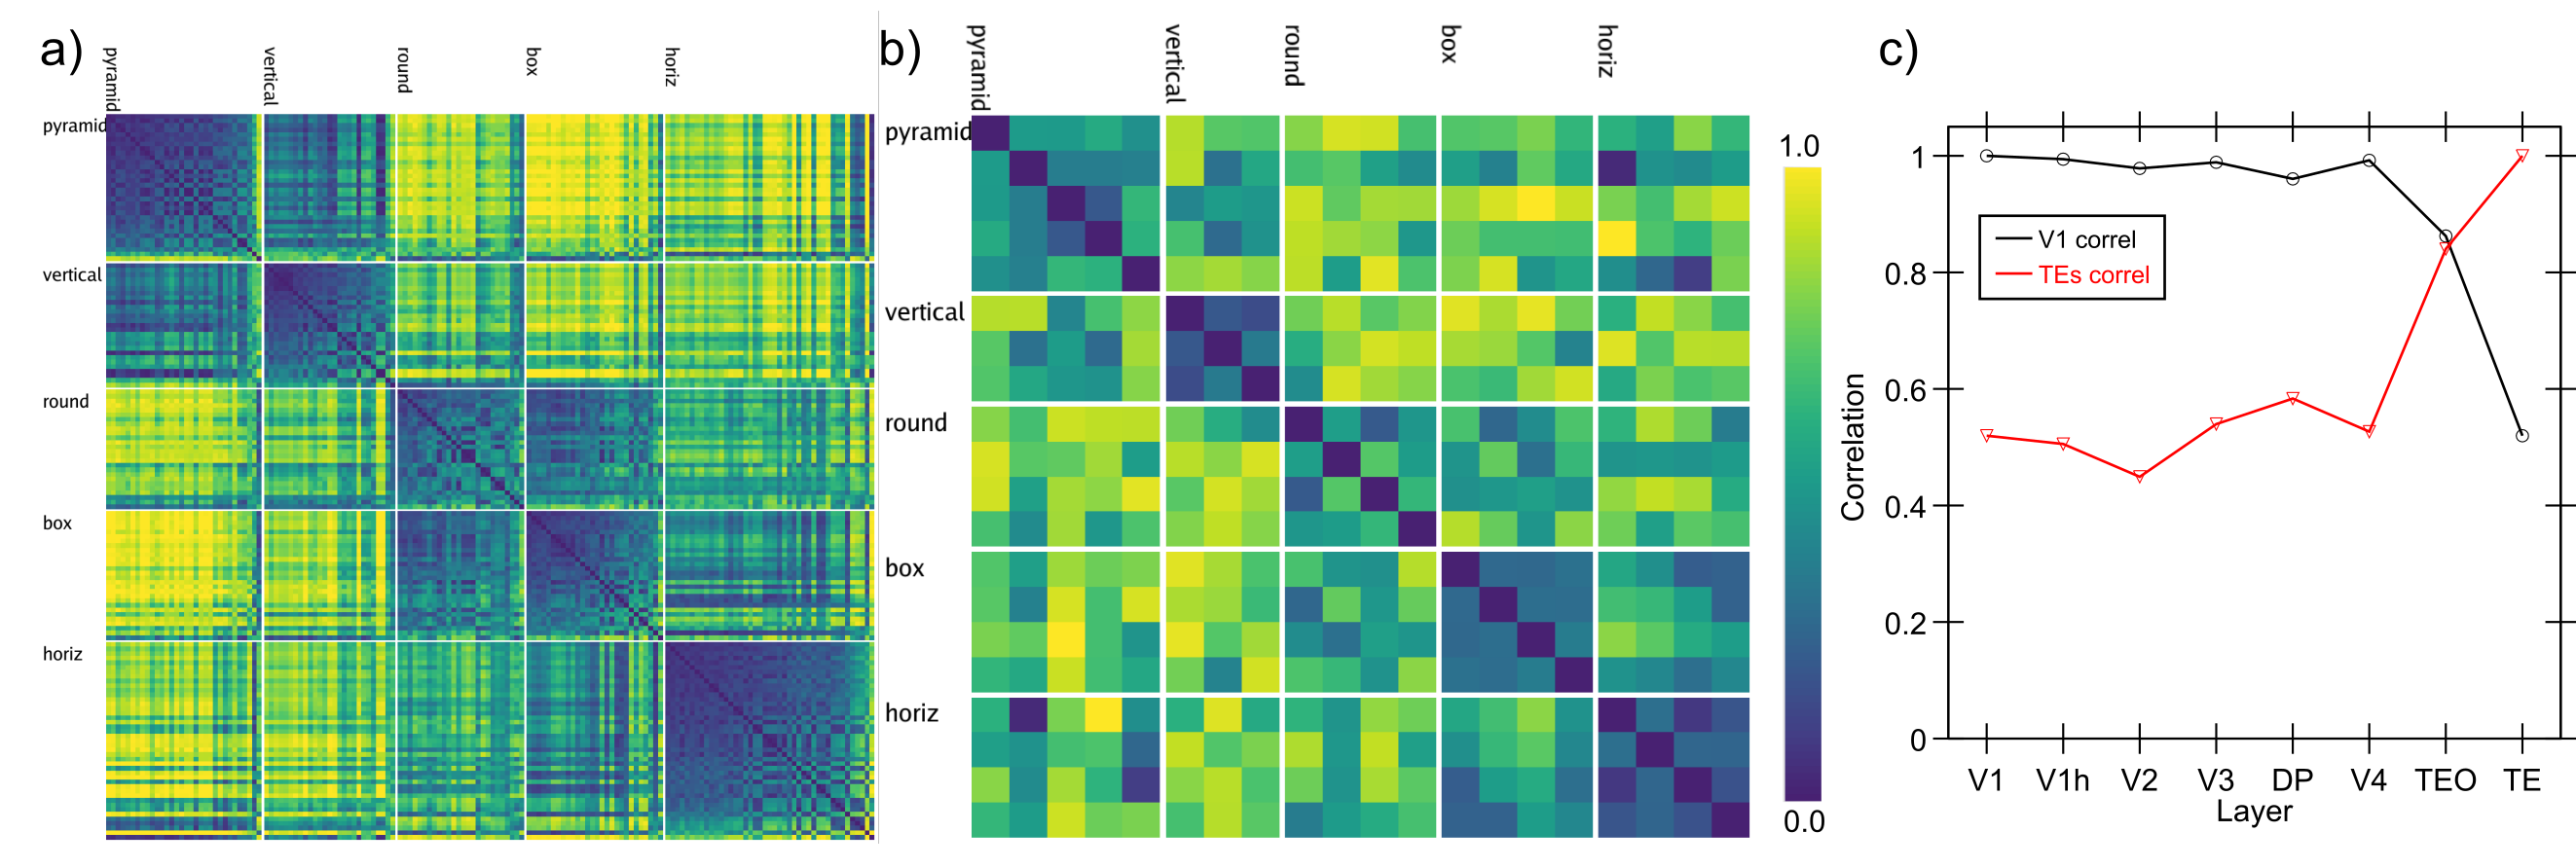 a)
pyramid
vertical
round
box
horiz
pyramid
vertical
round
box
horiz
b)
pyramid
vertical
round
box
horiz
pyramid
vertical
round
box
horiz
1.0
0.0
c)
Correlation
1
0.8
0.6
0.4
0.2
0
V1 correl
TEs correl
V1 V1h V2 V3 DP V4 TEO TE
Layer